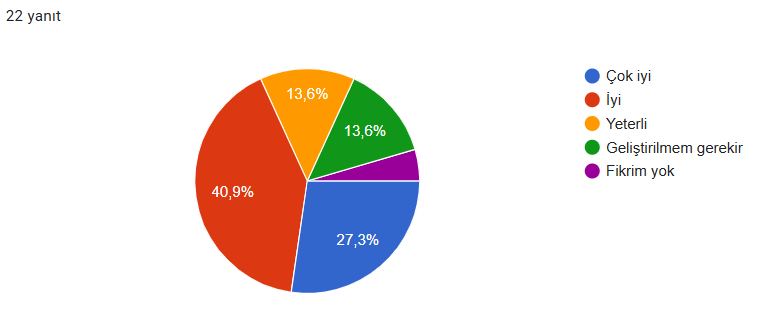 22 yanıt
13,6%
13,6%
40,9%
27,3%
Çok iyi
İyi
Yeterli
Geliştirilmem gerekir
Fikrim yok